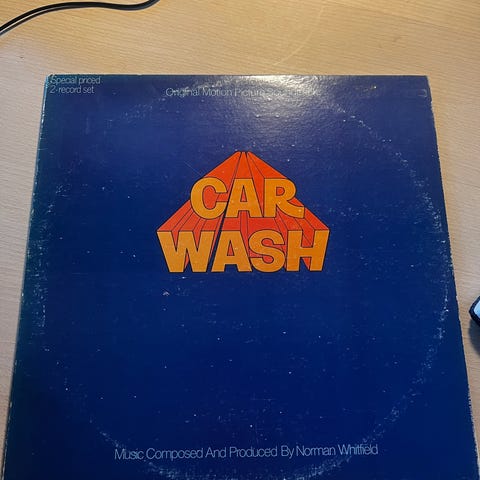 Special priced
2-record set
Original Motion Picture Soundtrack
CAR
WASH
Music Composed And Produced By Norman Whitfield